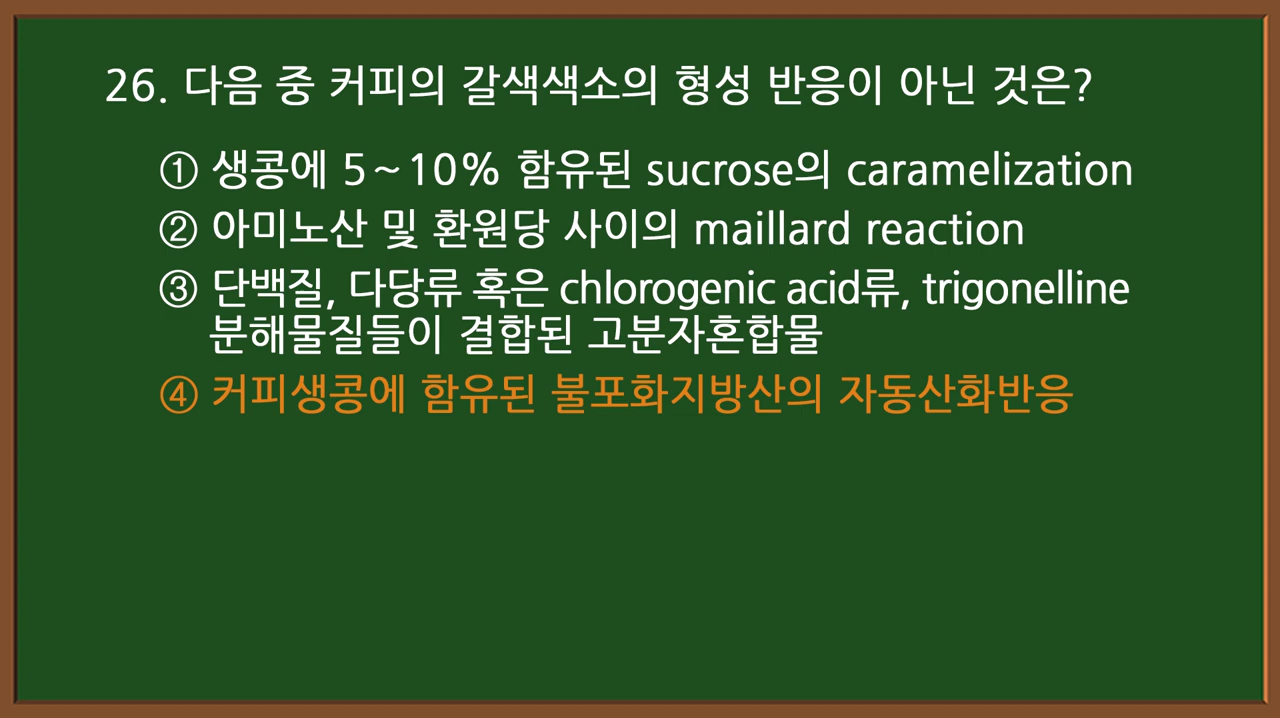 26. 다음 중 커피의 갈색색소의 형성 반응이 아닌 것은?
① 생콩에 5~10% 함유된 sucrose의 caramelization
② 아미노산 및 환원당 사이의 maillard reaction
③ 단백질, 다당류 혹은 chlorogenic acid류, trigonelline
분해물질들이 결합된 고분자혼합물
④ 커피생콩에 함유된 불포화지방산의 자동산화반응